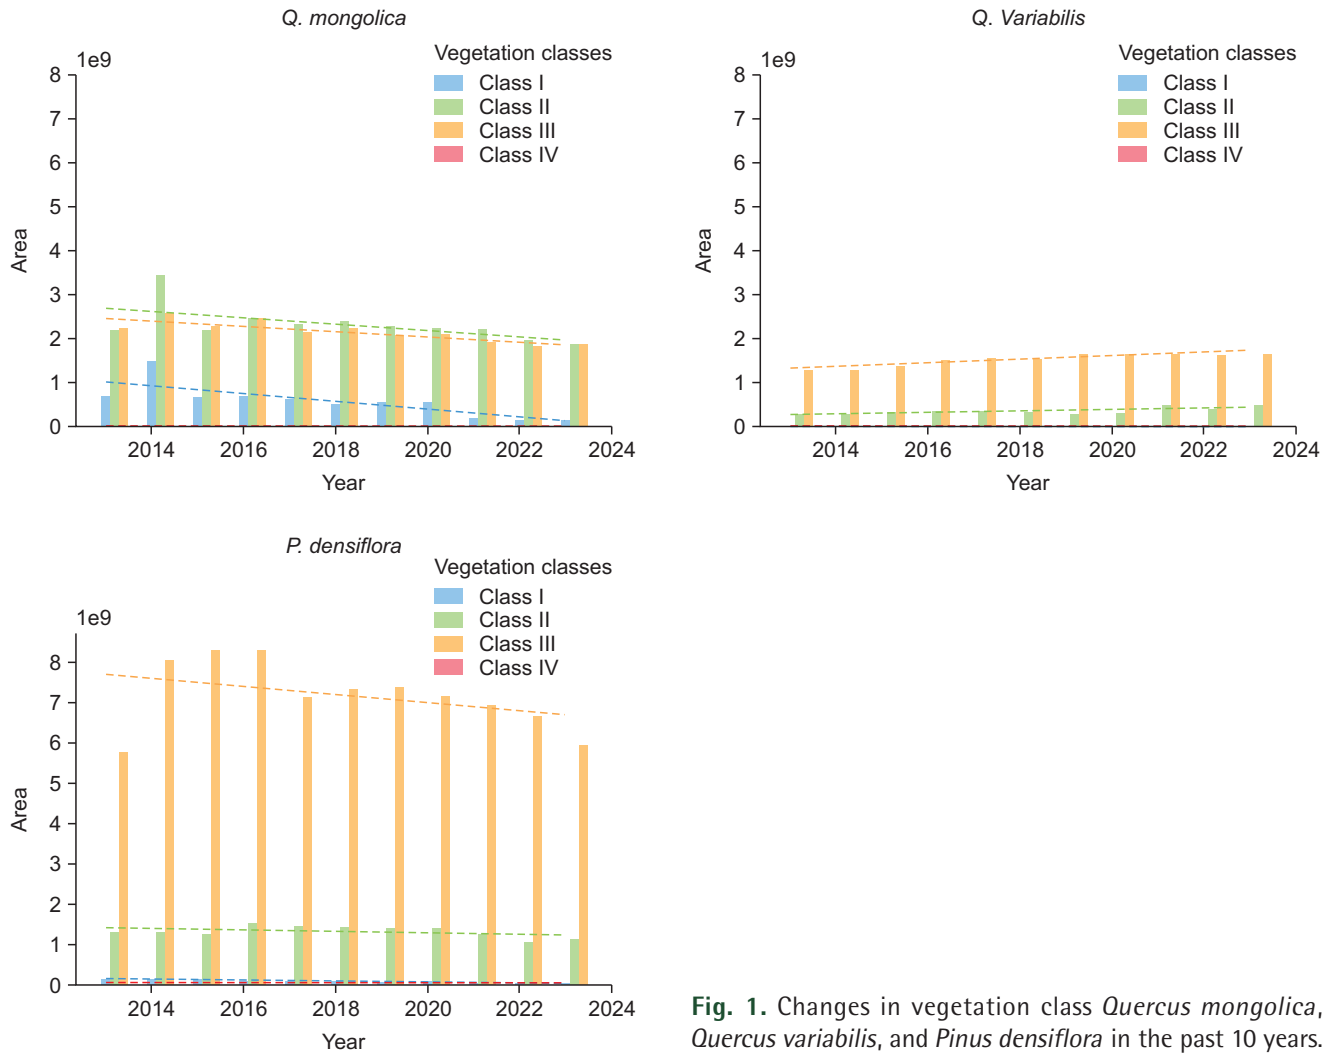 Q. mongolica
1e9
Vegetation classes
Class I
Class II
Class III
Class IV
8
7
6
5
4
3
2
1
0
Area
2014 2016 2018 2020 2022 2024
Year
Q. Variabilis
1e9
Vegetation classes
Class I
Class II
Class III
Class IV
8
7
6
5
4
3
2
1
0
Area
2014 2016 2018 2020 2022 2024
Year
P. densiflora
1e9
Vegetation classes
Class I
Class II
Class III
Class IV
8
7
6
5
4
3
2
1
0
Area
2014 2016 2018 2020 2022 2024
Year
Fig. 1. Changes in vegetation class Quercus mongolica,
Quercus variabilis, and Pinus densiflora in the past 10 years.